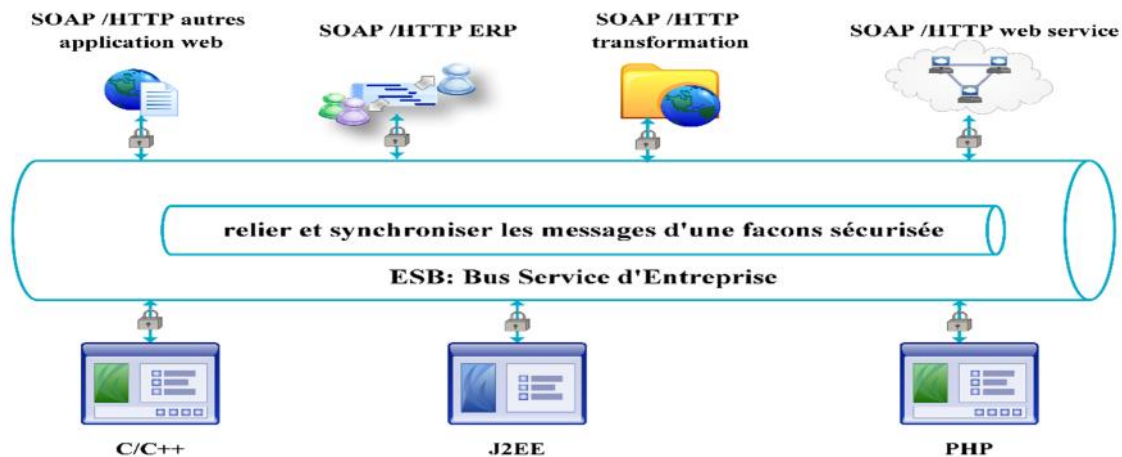 SOAP /HTTP autres
application web
SOAP /HTTP ERP
SOAP /HTTP
transformation
SOAP /HTTP web service
relier et synchroniser les messages d'une facons sécurisée
ESB: Bus Service d'Entreprise
C/C++
J2EE
PHP